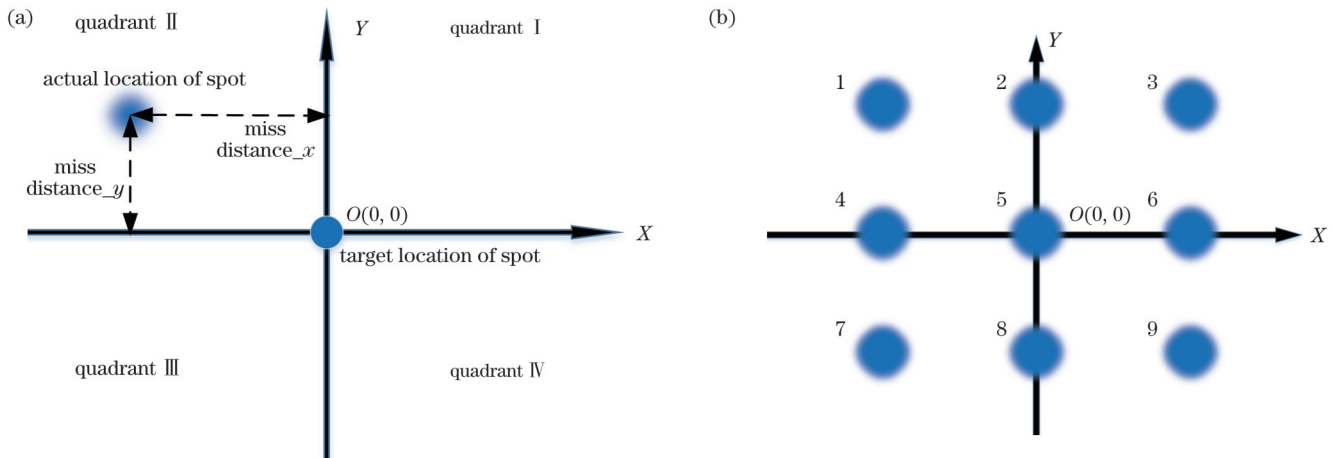 (a)
quadrant Ⅱ
Y
quadrant Ⅰ
actual location of spot
miss
distance_x
miss
distance_y
O(0, 0)
X
target location of spot
quadrant Ⅲ
quadrant Ⅳ
(b)
Y
1
2
3
4
5
O(0, 0)
6
X
7
8
9